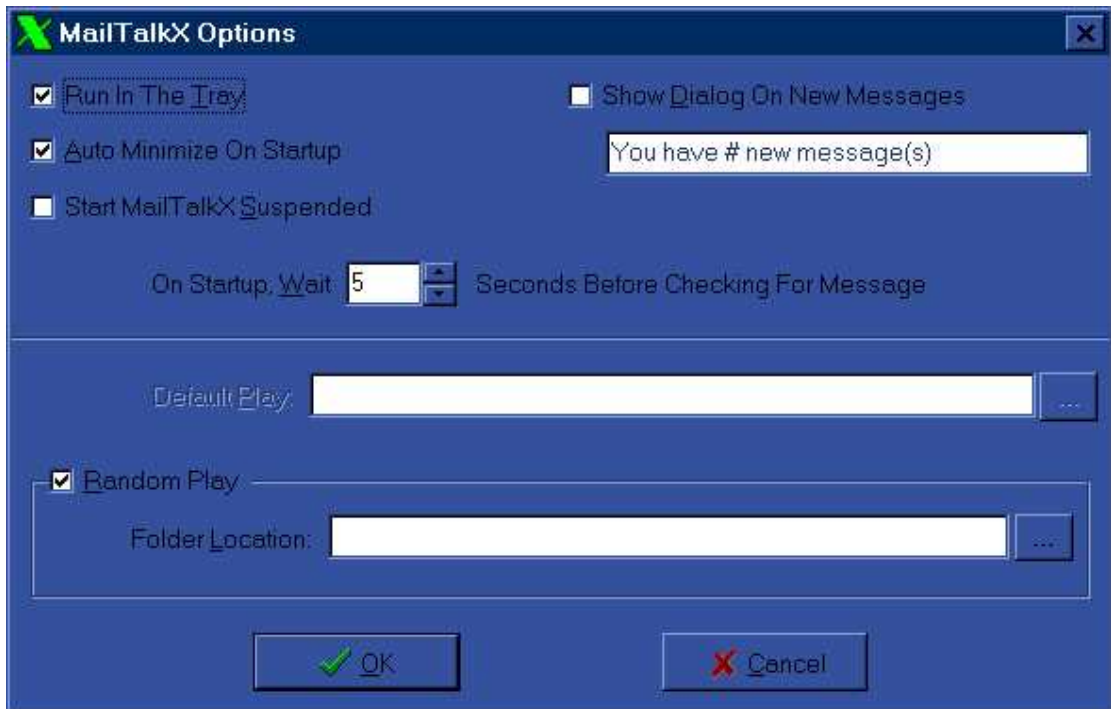 MailTalkX Options
Run In The Tray
Show Dialog On New Messages
Auto Minimize On Startup
You have # new message(s)
Start MailTalkX Suspended
On Startup, Wait 5 Seconds Before Checking For Message
Default Play: ...
Random Play
Folder Location: ...
OK Cancel